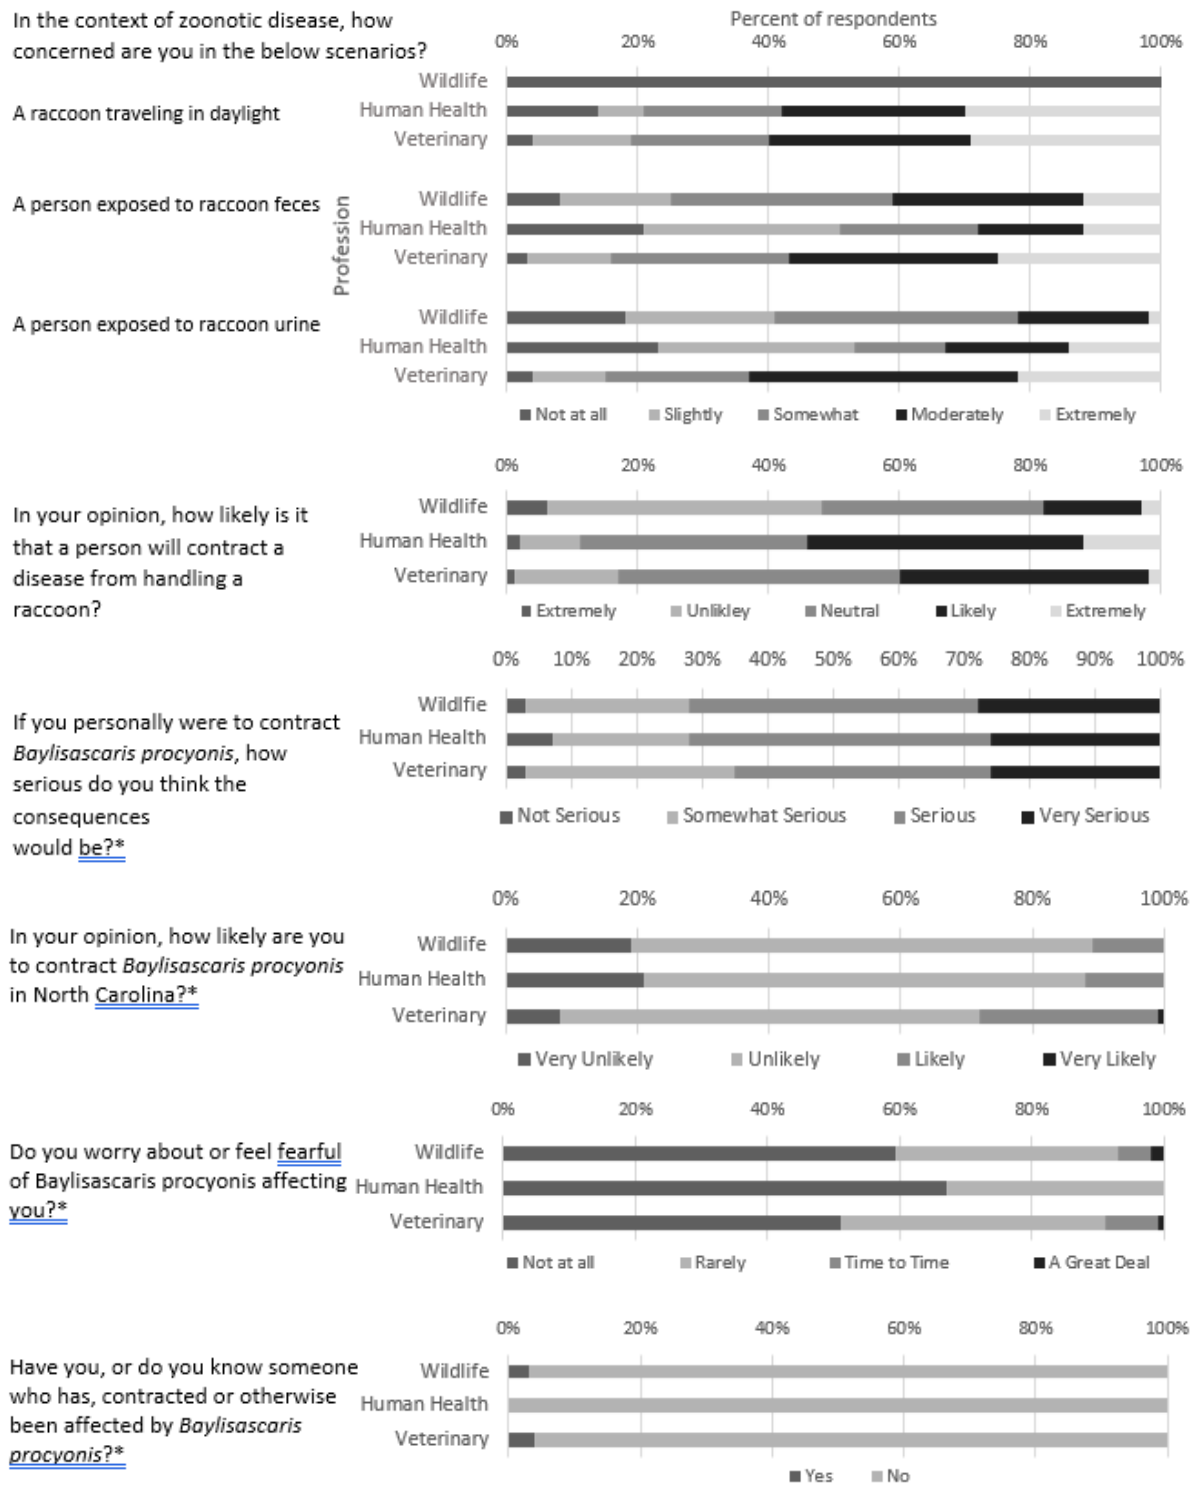 In the context of zoonotic disease, how
concerned are you in the below scenarios?
Percent of respondents
0% 20% 40% 60% 80% 100%
Profession
Wildlife
A raccoon traveling in daylight
Human Health
Veterinary
A person exposed to raccoon feces
Wildlife
Human Health
Veterinary
A person exposed to raccoon urine
Wildlife
Human Health
Veterinary
Not at all Slightly Somewhat Moderately Extremely
0% 20% 40% 60% 80% 100%
In your opinion, how likely is it
that a person will contract a
disease from handling a
raccoon?
Wildlife
Human Health
Veterinary
Extremely Unlikley Neutral Likely Extremely
0% 10% 20% 30% 40% 50% 60% 70% 80% 90% 100%
If you personally were to contract
Baylisascaris procyonis, how
serious do you think the
consequences
would be?*
Wildlfie
Human Health
Veterinary
Not Serious Somewhat Serious Serious Very Serious
0% 20% 40% 60% 80% 100%
In your opinion, how likely are you
to contract Baylisascaris procyonis
in North Carolina?*
Wildlife
Human Health
Veterinary
Very Unlikely Unlikely Likely Very Likely
0% 20% 40% 60% 80% 100%
Do you worry about or feel fearful
of Baylisascaris procyonis affecting
you?*
Wildlife
Human Health
Veterinary
Not at all Rarely Time to Time A Great Deal
0% 20% 40% 60% 80% 100%
Have you, or do you know someone
who has, contracted or otherwise
been affected by Baylisascaris
procyonis?*
Wildlife
Human Health
Veterinary
Yes No